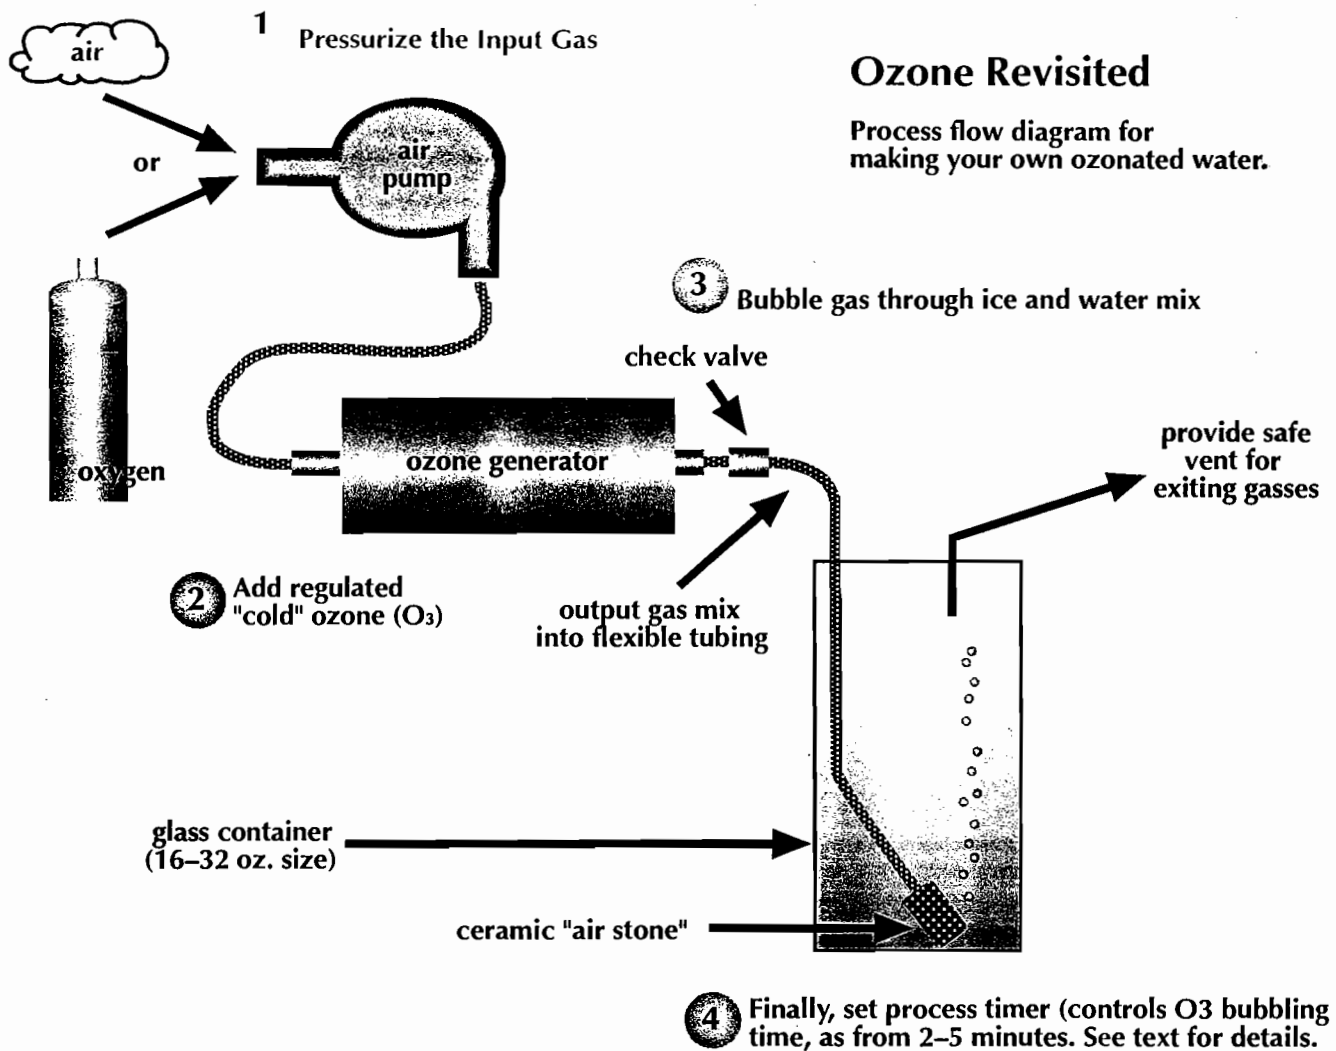 1
Pressurize the Input Gas
air
or
air
pump
oxygen
Ozone Revisited
Process flow diagram for
making your own ozonated water.
3
Bubble gas through ice and water mix
check valve
ozone generator
provide safe
vent for
exiting gasses
2
Add regulated
"cold" ozone (O₃)
output gas mix
into flexible tubing
glass container
(16–32 oz. size)
ceramic "air stone"
4
Finally, set process timer (controls O3 bubbling
time, as from 2–5 minutes. See text for details.